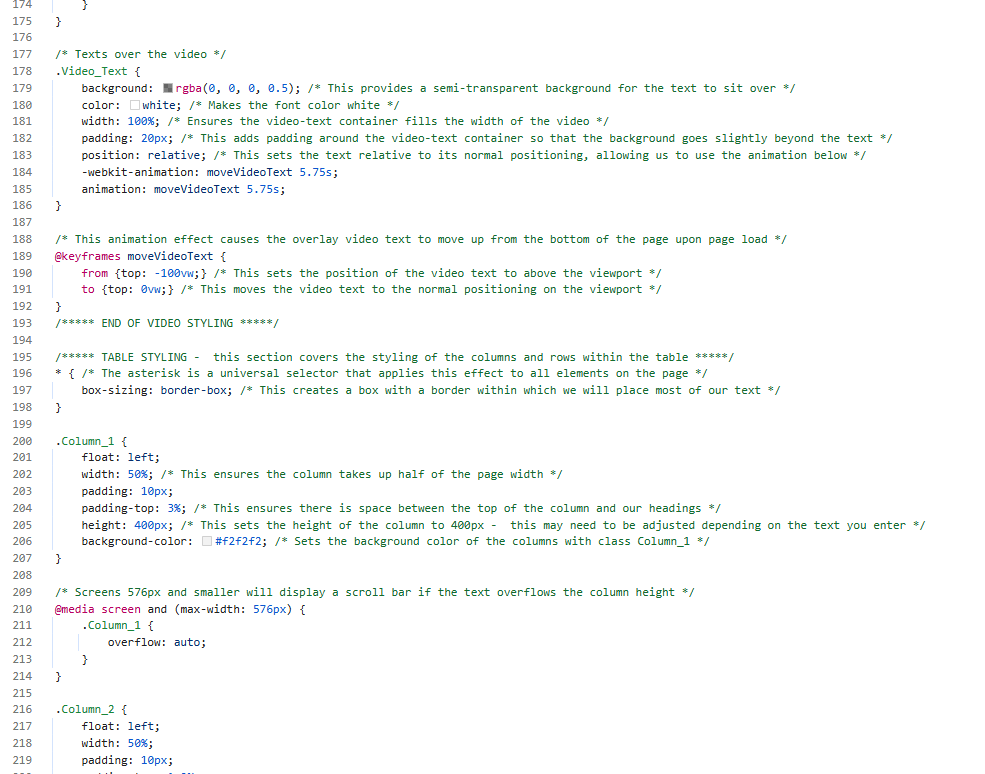 174 }
175 }
176
177 /* Texts over the video */
178 .Video_Text {
179 background: rgba(0, 0, 0, 0.5); /* This provides a semi-transparent background for the text to sit over */
180 color: white; /* Makes the font color white */
181 width: 100%; /* Ensures the video-text container fills the width of the video */
182 padding: 20px; /* This adds padding around the video-text container so that the background goes slightly beyond the text */
183 position: relative; /* This sets the text relative to its normal positioning, allowing us to use the animation below */
184 -webkit-animation: moveVideoText 5.75s;
185 animation: moveVideoText 5.75s;
186 }
187
188 /* This animation effect causes the overlay video text to move up from the bottom of the page upon page load */
189 @keyframes moveVideoText {
190 from {top: -100vw;} /* This sets the position of the video text to above the viewport */
191 to {top: 0vw;} /* This moves the video text to the normal positioning on the viewport */
192 }
193 /***** END OF VIDEO STYLING *****/
194
195 /***** TABLE STYLING - this section covers the styling of the columns and rows within the table *****/
196 * { /* The asterisk is a universal selector that applies this effect to all elements on the page */
197 box-sizing: border-box; /* This creates a box with a border within which we will place most of our text */
198 }
199
200 .Column_1 {
201 float: left;
202 width: 50%; /* This ensures the column takes up half of the page width */
203 padding: 10px;
204 padding-top: 3%; /* This ensures there is space between the top of the column and our headings */
205 height: 400px; /* This sets the height of the column to 400px - this may need to be adjusted depending on the text you enter */
206 background-color: #f2f2f2; /* Sets the background color of the columns with class Column_1 */
207 }
208
209 /* Screens 576px and smaller will display a scroll bar if the text overflows the column height */
210 @media screen and (max-width: 576px) {
211 .Column_1 {
212 overflow: auto;
213 }
214 }
215
216 .Column_2 {
217 float: left;
218 width: 50%;
219 padding: 10px;